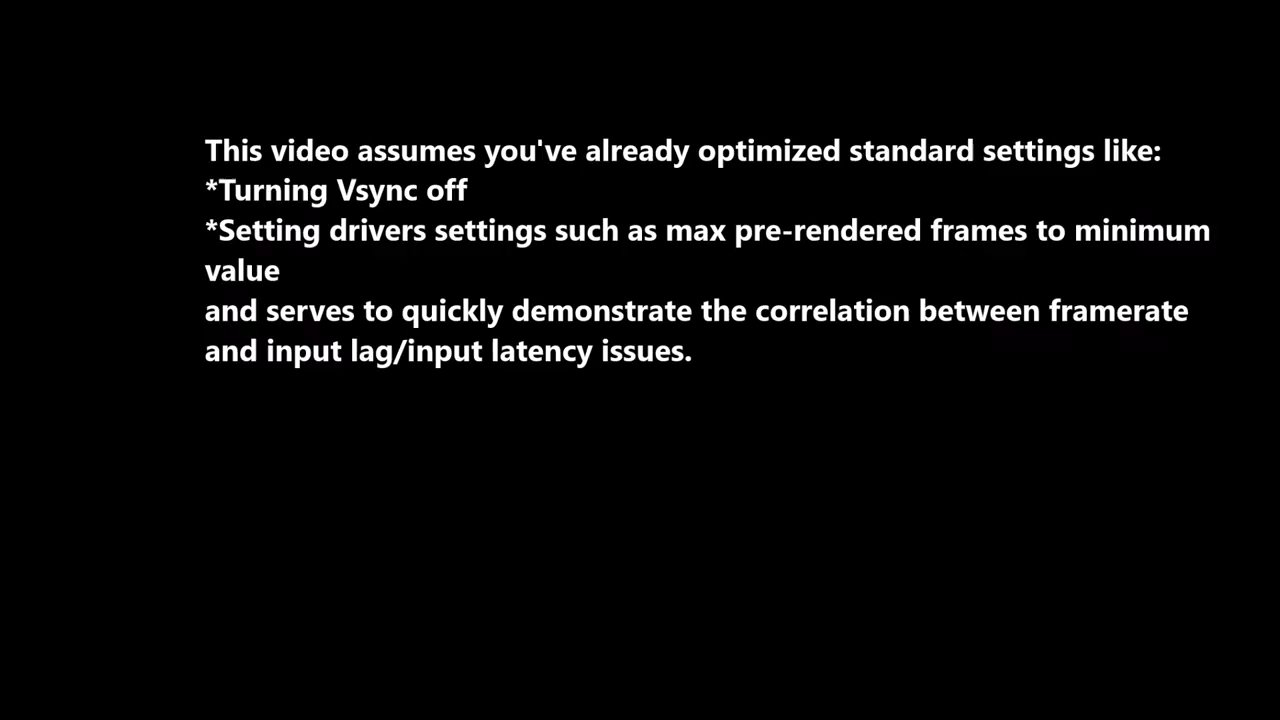 This video assumes you've already optimized standard settings like:
*Turning Vsync off
*Setting drivers settings such as max pre-rendered frames to minimum
value
and serves to quickly demonstrate the correlation between framerate
and input lag/input latency issues.